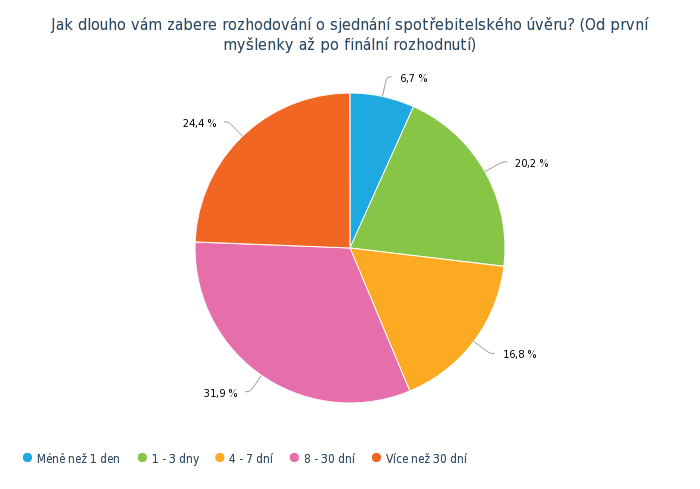 Jak dlouho vám zabere rozhodování o sjednání spotřebitelského úvěru? (Od první
myšlenky až po finální rozhodnutí)
6,7 %
24,4 %
20,2 %
16,8 %
31,9 %
Méně než 1 den
1 - 3 dny
4 - 7 dní
8 - 30 dní
Více než 30 dní